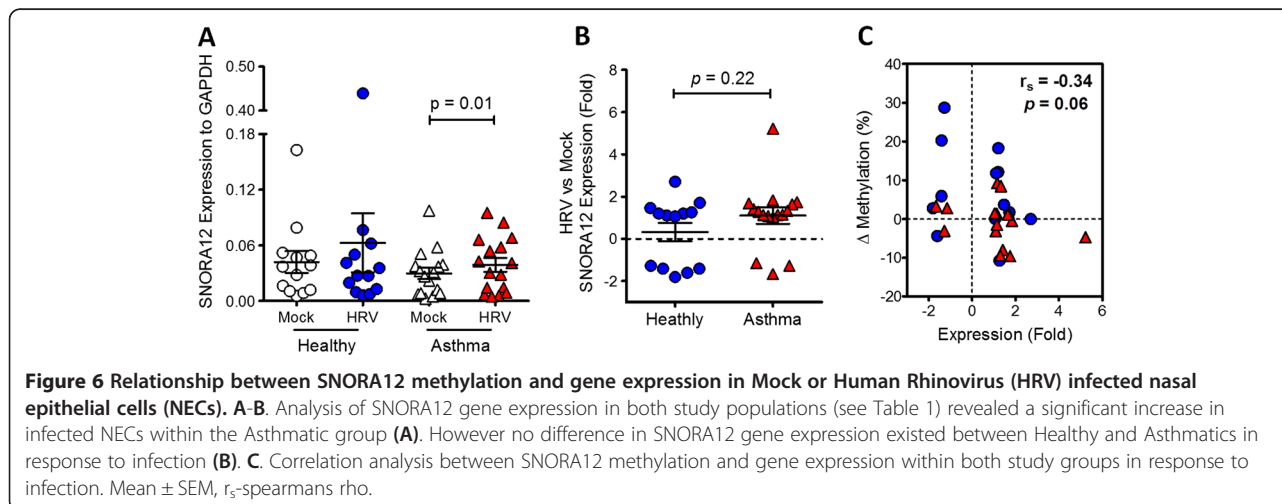 A
SNORA12 Expression to GAPDH
0.50
0.40
0.18
0.12
0.06
0.00
p = 0.01
Mock
HRV
Mock
HRV
Healthy
Asthma
B
HRV vs Mock
SNORA12 Expression (Fold)
8
6
4
2
0
-2
p = 0.22
Heathly
Asthma
C
Δ Methylation (%)
40
30
20
10
0
-10
-20
rs = -0.34
p = 0.06
-2
0
2
4
6
Expression (Fold)
Figure 6 Relationship between SNORA12 methylation and gene expression in Mock or Human Rhinovirus (HRV) infected nasal
epithelial cells (NECs). A-B. Analysis of SNORA12 gene expression in both study populations (see Table 1) revealed a significant increase in
infected NECs within the Asthmatic group (A). However no difference in SNORA12 gene expression existed between Healthy and Asthmatics in
response to infection (B). C. Correlation analysis between SNORA12 methylation and gene expression within both study groups in response to
infection. Mean ± SEM, rs-spearmans rho.